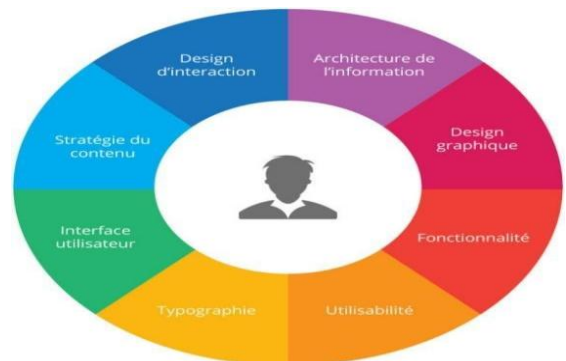 Design
d'interaction
Architecture de
l'information
Design
graphique
Fonctionnalité
Utilisabilité
Typographie
Interface
utilisateur
Stratégie du
contenu